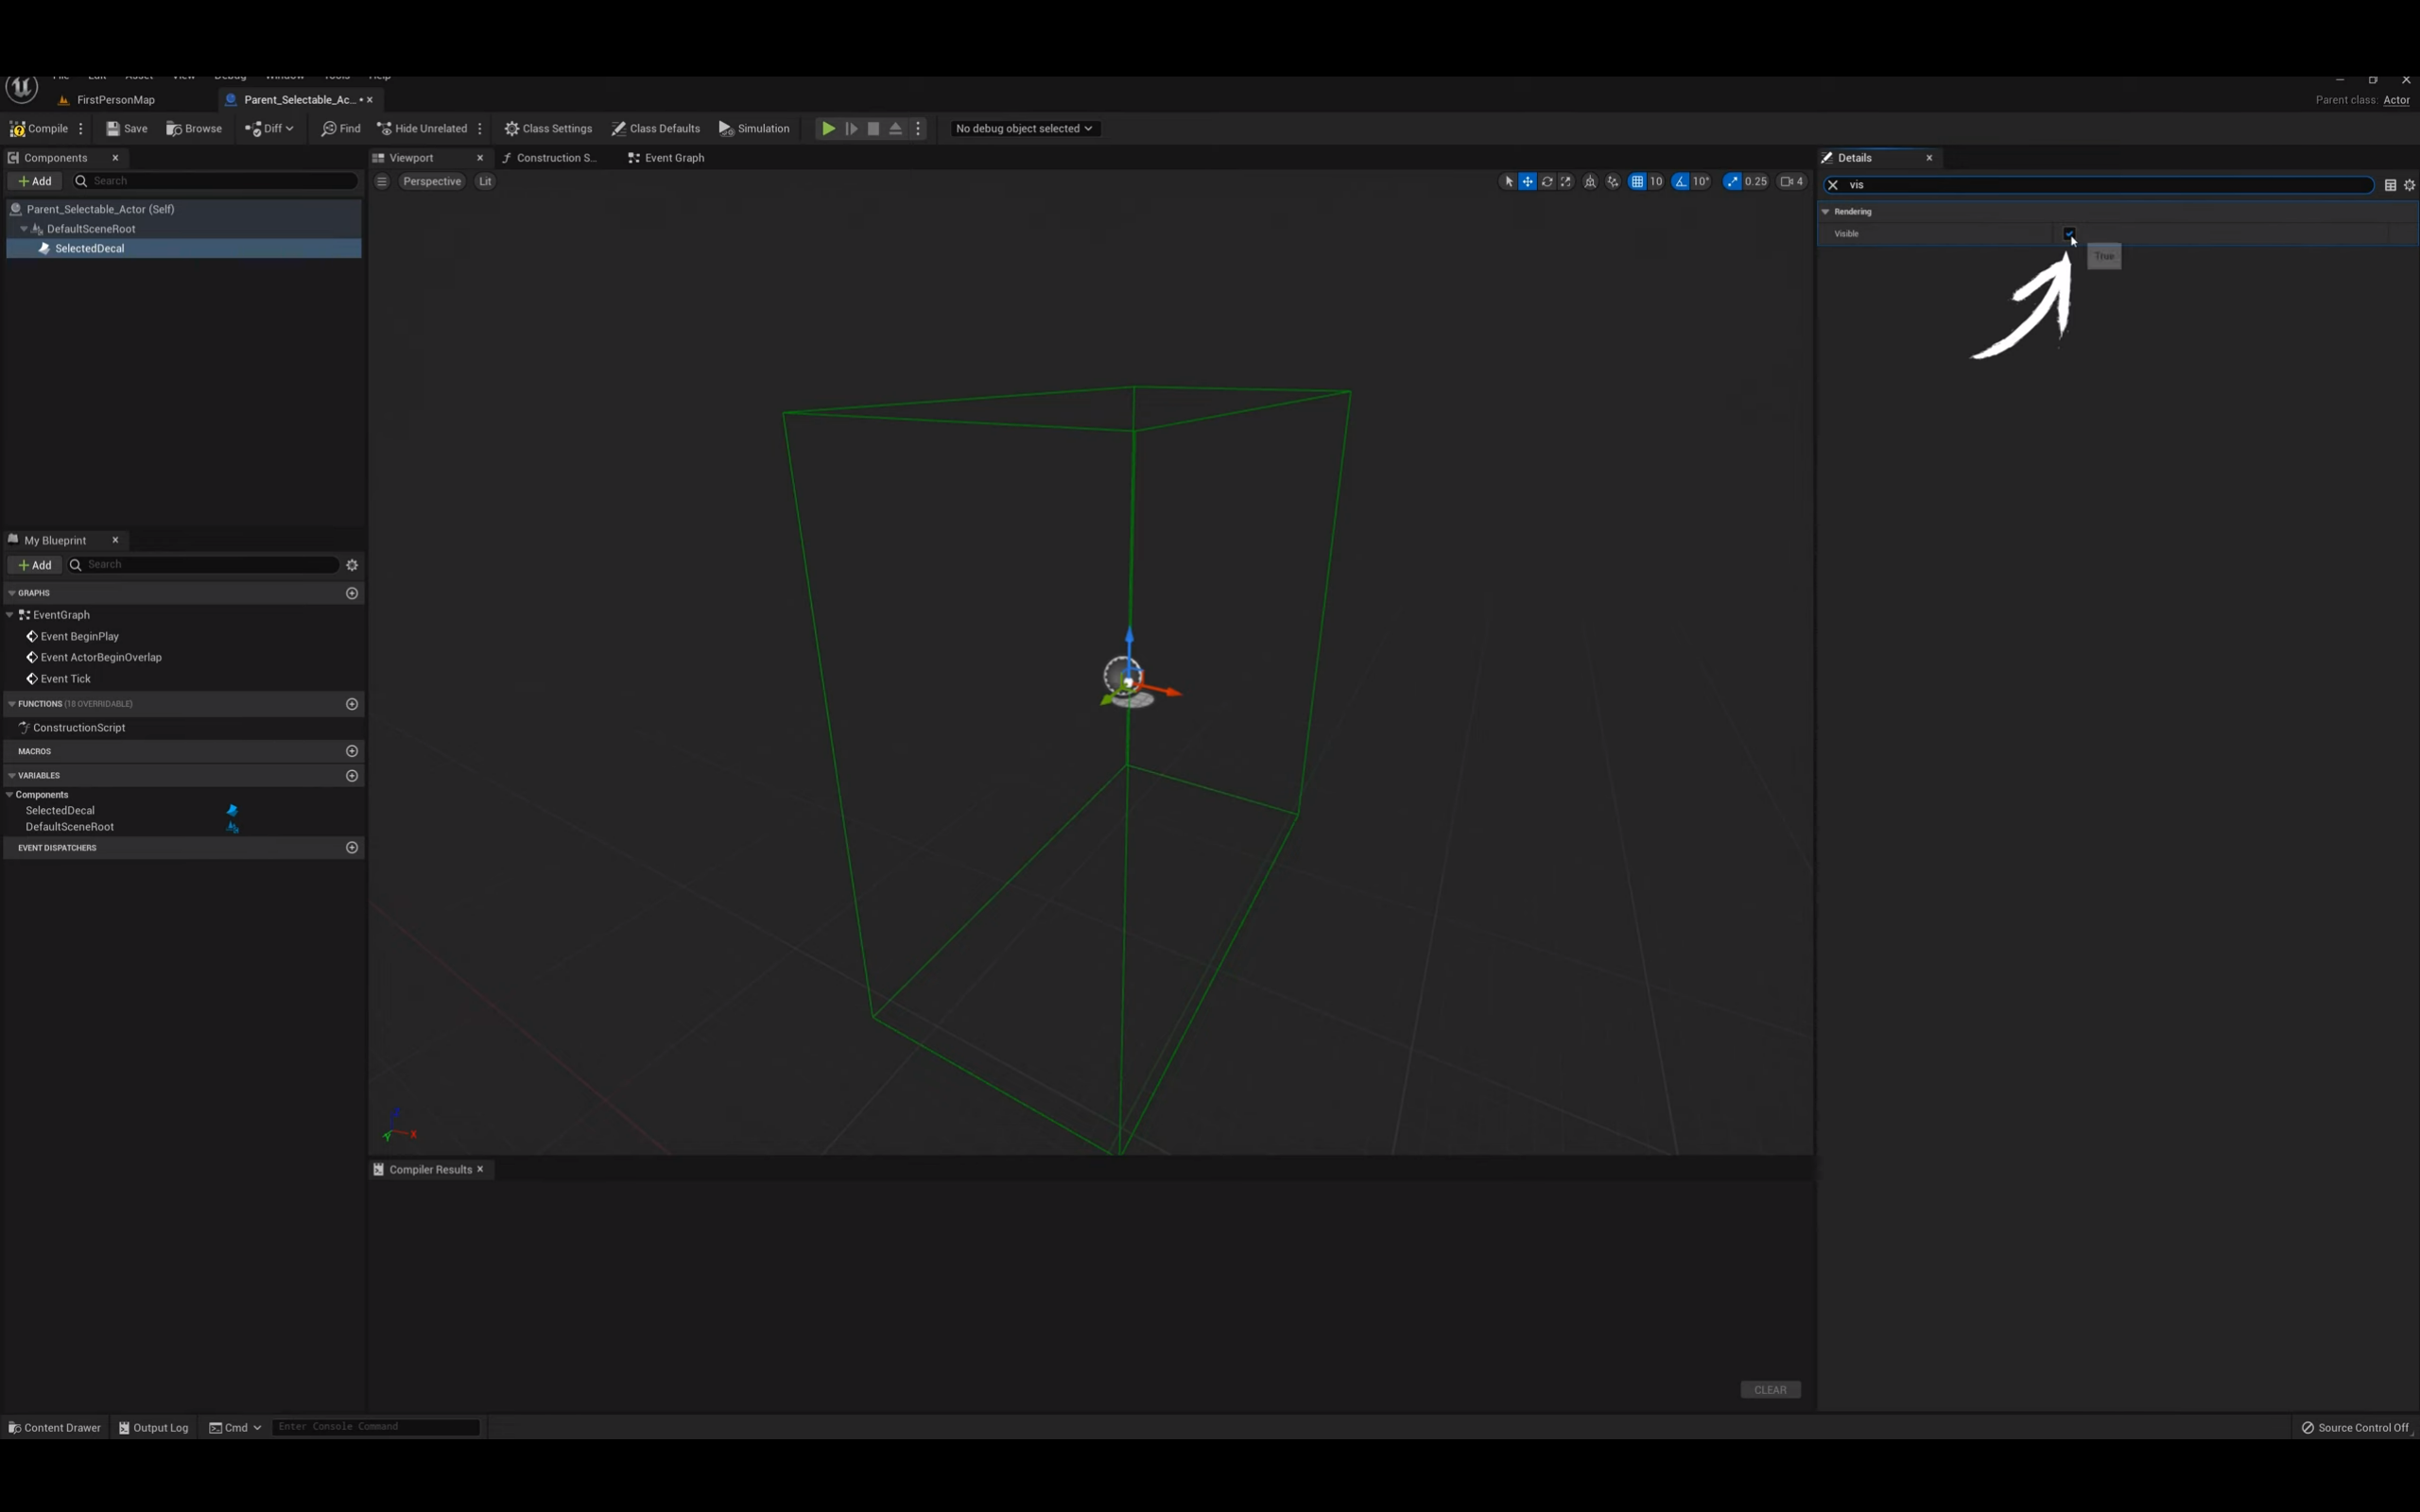 File Edit Asset View Debug Window Tools Help
FirstPersonMap
Parent_Selectable_Ac... •
Parent class: Actor
Compile
Save
Browse
Diff
Find
Hide Unrelated
Class Settings
Class Defaults
Simulation
No debug object selected
Components
Add
Search
Parent_Selectable_Actor (Self)
DefaultSceneRoot
SelectedDecal
Viewport
Construction S...
Event Graph
Perspective
Lit
10
10°
0.25
4
Details
vis
Rendering
Visible
True
My Blueprint
Add
Search
GRAPHS
EventGraph
Event BeginPlay
Event ActorBeginOverlap
Event Tick
FUNCTIONS (18 OVERRIDABLE)
ConstructionScript
MACROS
VARIABLES
Components
SelectedDecal
DefaultSceneRoot
EVENT DISPATCHERS
X
Compiler Results
CLEAR
Content Drawer
Output Log
Cmd
Enter Console Command
Source Control Off